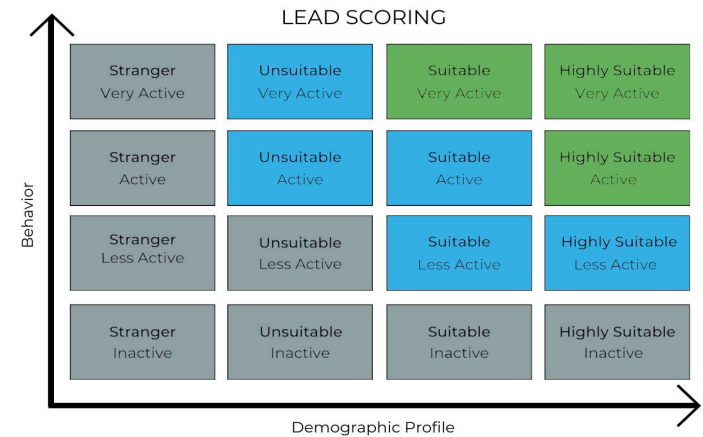 LEAD SCORING
Stranger
Very Active
Unsuitable
Very Active
Suitable
Very Active
Highly Suitable
Very Active
Stranger
Active
Unsuitable
Active
Suitable
Active
Highly Suitable
Active
Stranger
Less Active
Unsuitable
Less Active
Suitable
Less Active
Highly Suitable
Less Active
Stranger
Inactive
Unsuitable
Inactive
Suitable
Inactive
Highly Suitable
Inactive
Behavior
Demographic Profile